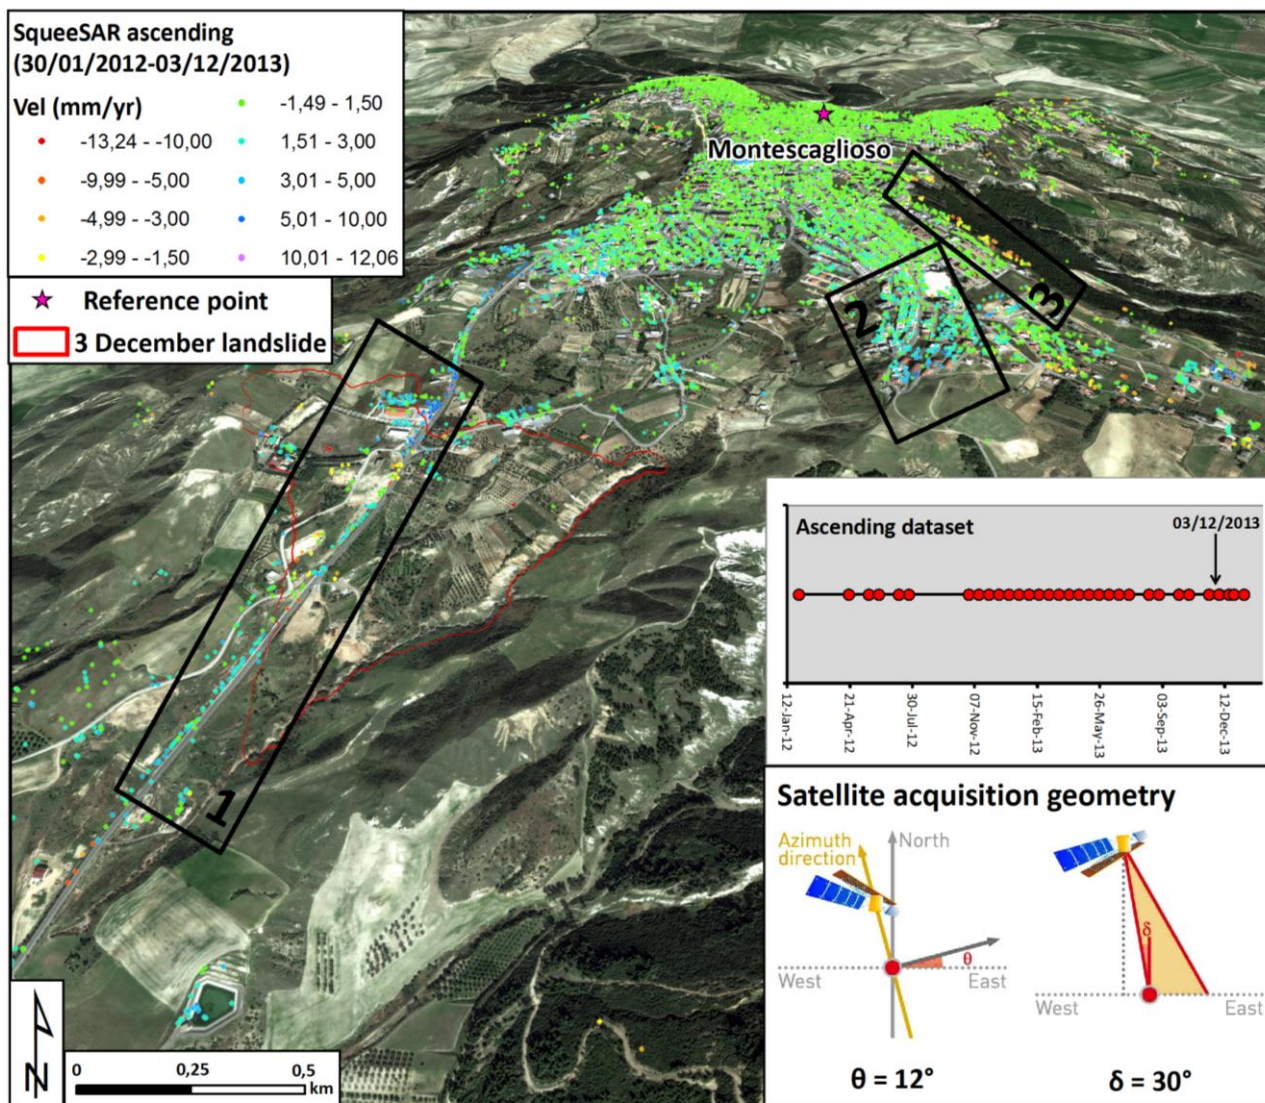 SqueeSAR ascending
(30/01/2012-03/12/2013)
Vel (mm/yr)
-13,24 - -10,00
-9,99 - -5,00
-4,99 - -3,00
-2,99 - -1,50
-1,49 - 1,50
1,51 - 3,00
3,01 - 5,00
5,01 - 10,00
10,01 - 12,06
Reference point
3 December landslide
Montescaglioso
1
2
3
Ascending dataset
03/12/2013
12-Jan-12
21-Apr-12
30-Jul-12
07-Nov-12
15-Feb-13
26-May-13
03-Sep-13
12-Dec-13
Satellite acquisition geometry
Azimuth
direction
North
West
East
θ
θ = 12°
δ
West
East
δ = 30°
N
0
0,25
0,5
km